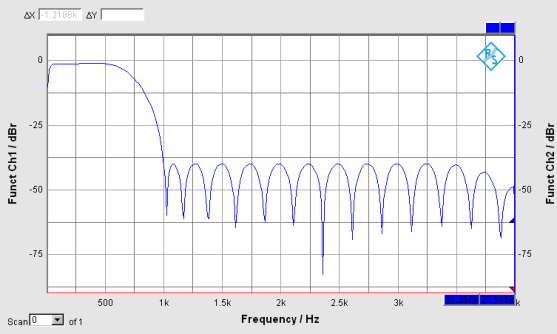 ΔX -1.2188k ΔY
0 0
-25 -25
-50 -50
-75 -75
Funct Ch1 / dBr
Funct Ch2 / dBr
R S
500 1k 1.5k 2k 2.5k 3k
Frequency / Hz
Scan 0 of 1